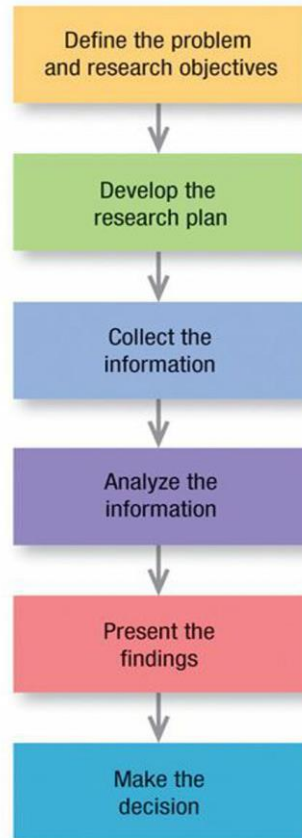 Define the problem
and research objectives
Develop the
research plan
Collect the
information
Analyze the
information
Present the
findings
Make the
decision